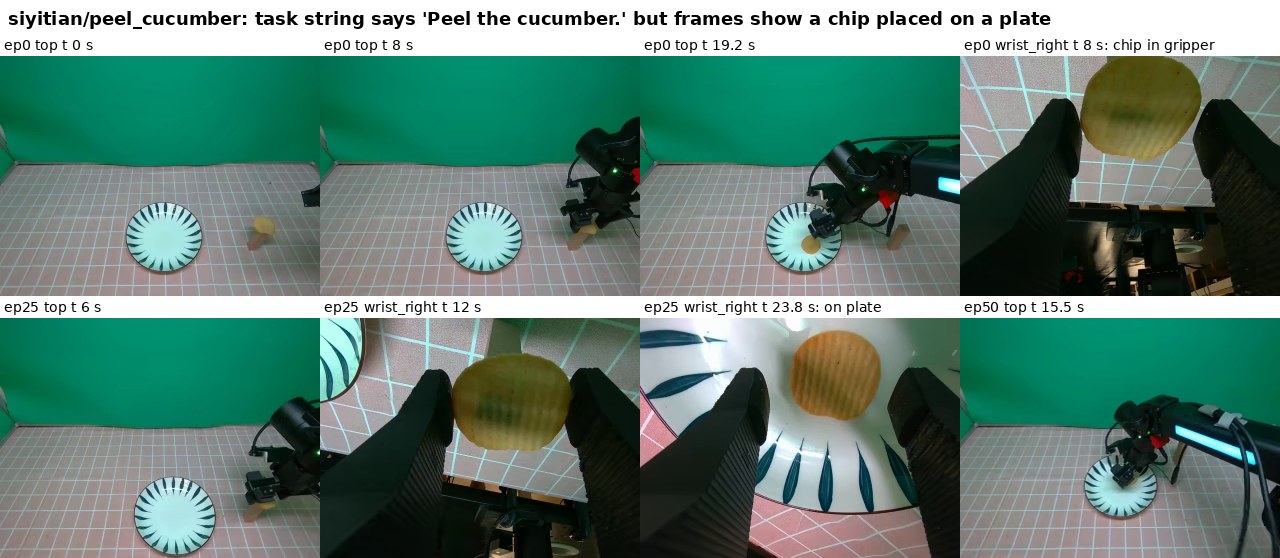 siyitian/peel_cucumber: task string says 'Peel the cucumber.' but frames show a chip placed on a plate
ep0 top t 0 s
ep0 top t 8 s
ep0 top t 19.2 s
ep0 wrist_right t 8 s: chip in gripper
ep25 top t 6 s
ep25 wrist_right t 12 s
ep25 wrist_right t 23.8 s: on plate
ep50 top t 15.5 s